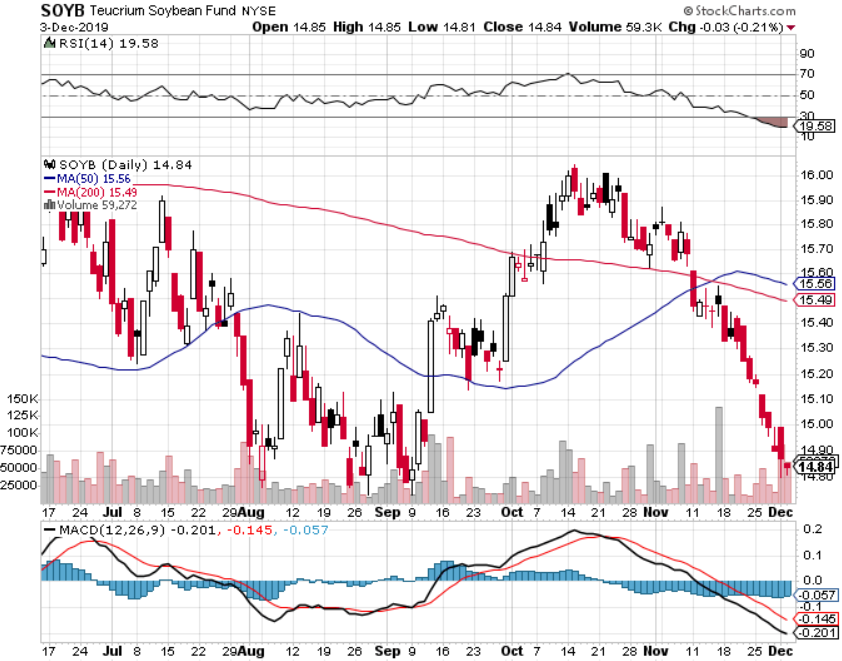 SOYB Teucrium Soybean Fund NYSE © StockCharts.com
3-Dec-2019 Open 14.85 High 14.85 Low 14.81 Close 14.84 Volume 59.3K Chg -0.03 (-0.21%)
RSI(14) 19.58
90
70
50
30
19.58
10
SOYB (Daily) 14.84
MA(50) 15.56
MA(200) 15.49
Volume 59,272
16.00
15.90
15.80
15.70
15.60
15.56
15.49
15.40
15.30
15.20
15.10
15.00
14.90
14.84
14.80
150K
125K
100K
75000
50000
25000
17 24 Jul 8 15 22 29 Aug 12 19 26 Sep 9 16 23 Oct 7 14 21 28 Nov 11 18 25 Dec
MACD(12,26,9) -0.201, -0.145, -0.057
0.2
0.1
0.0
-0.057
-0.1
-0.145
-0.201
17 24 Jul 8 15 22 29 Aug 12 19 26 Sep 9 16 23 Oct 7 14 21 28 Nov 11 18 25 Dec